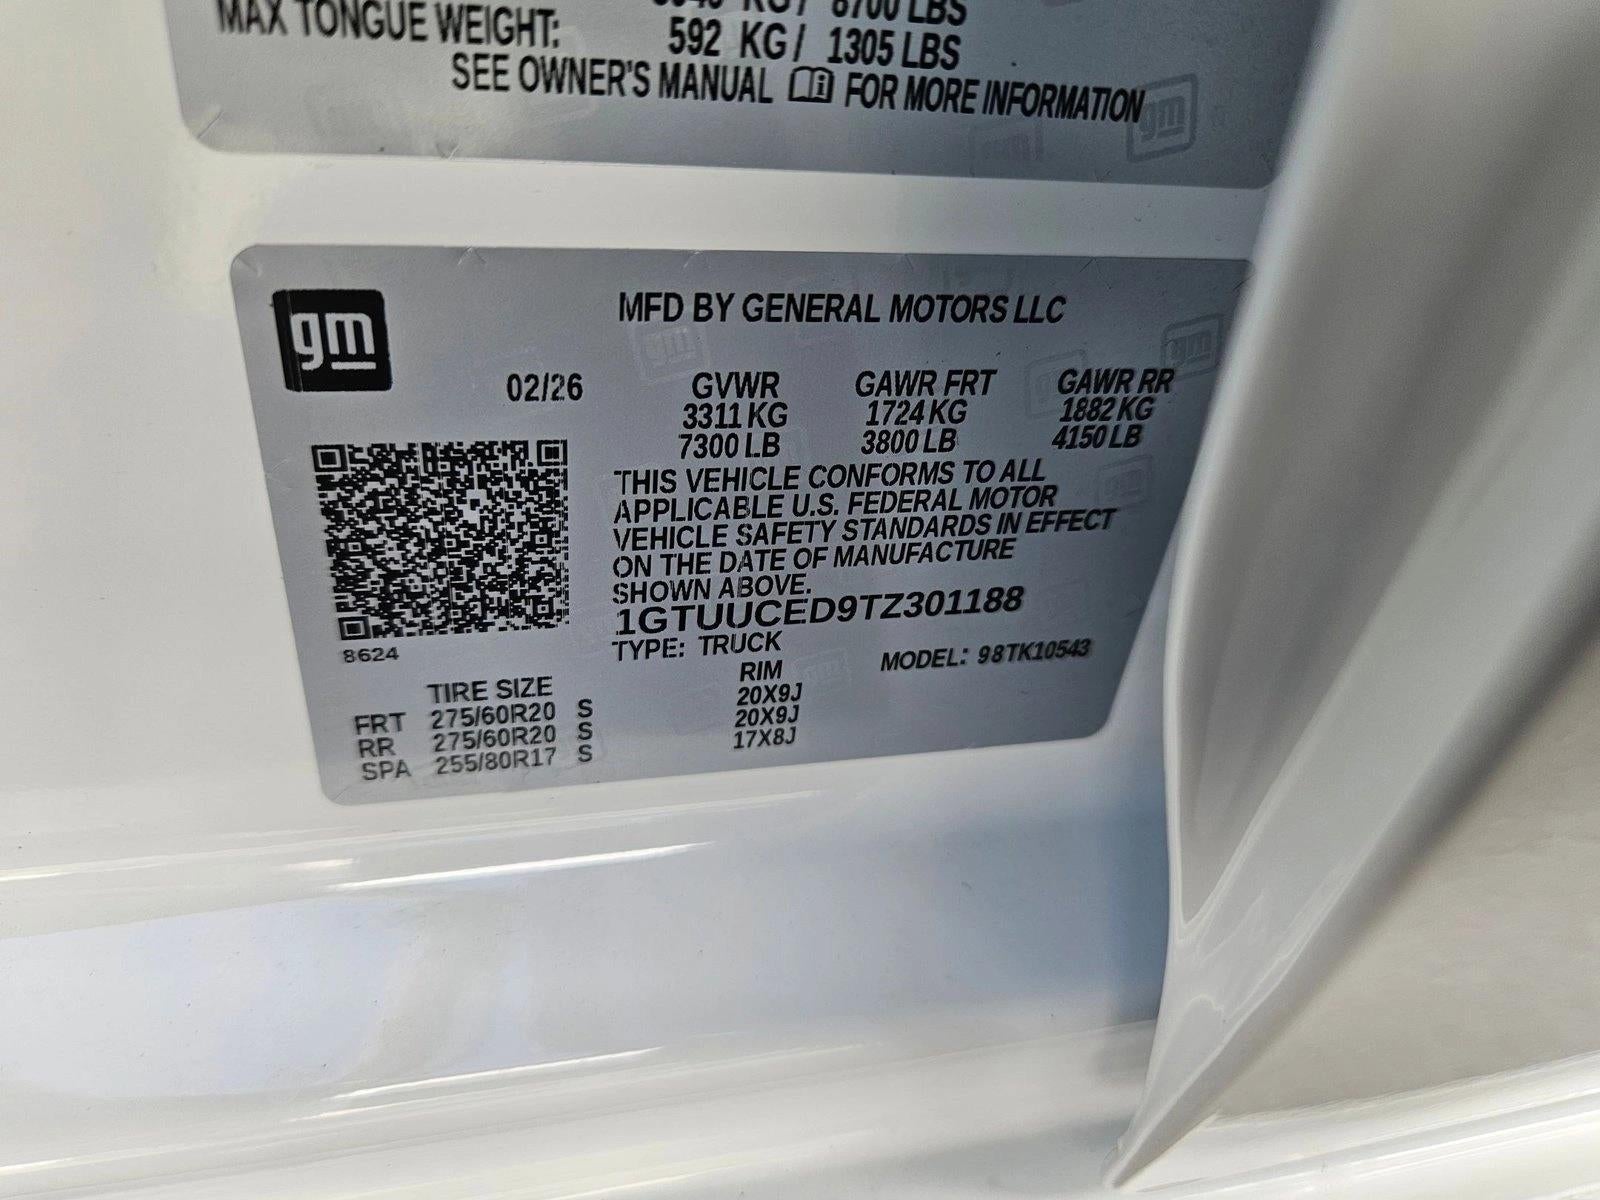 KG / 8700 LBS
MAX TONGUE WEIGHT: 592 KG / 1305 LBS
SEE OWNER'S MANUAL FOR MORE INFORMATION
gm
gm
MFD BY GENERAL MOTORS LLC
02/26 GVWR GAWR FRT GAWR RR
3311 KG 1724 KG 1882 KG
7300 LB 3800 LB 4150 LB
THIS VEHICLE CONFORMS TO ALL
APPLICABLE U.S. FEDERAL MOTOR
VEHICLE SAFETY STANDARDS IN EFFECT
ON THE DATE OF MANUFACTURE
SHOWN ABOVE.
1GTUUCED9TZ301188
8624 TYPE: TRUCK MODEL: 98TK10543
TIRE SIZE RIM
FRT 275/60R20 S 20X9J
RR 275/60R20 S 20X9J
SPA 255/80R17 S 17X8J